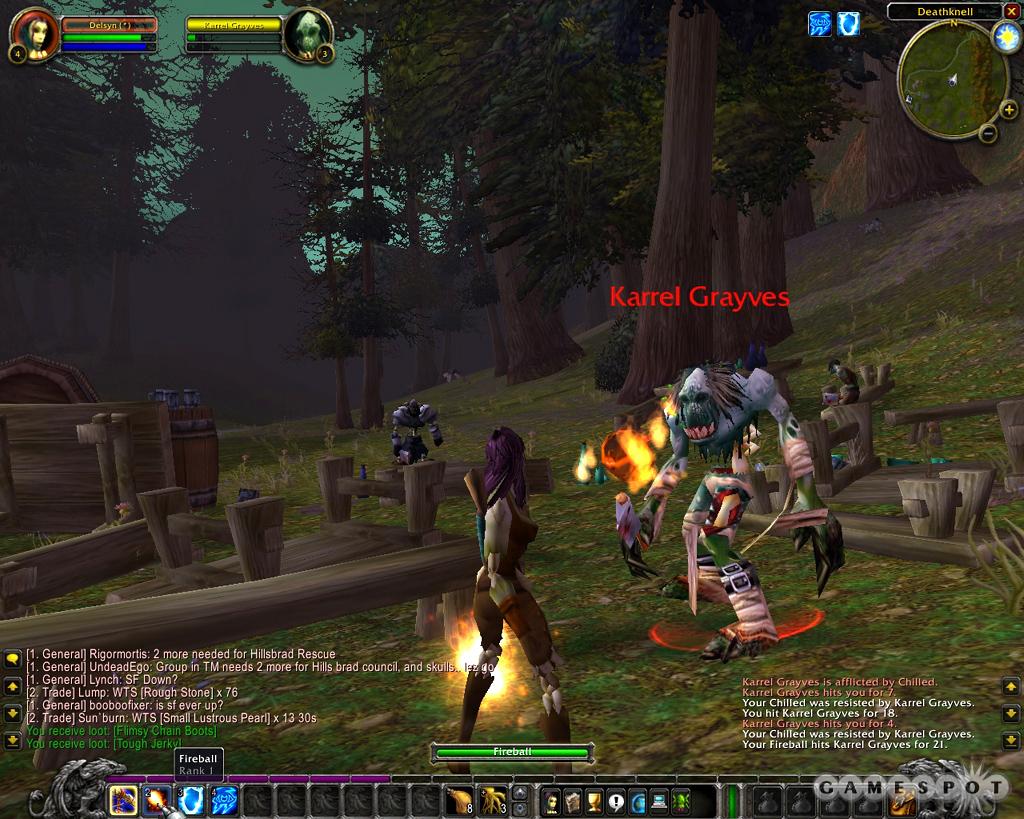 Delsyn (*)
Karrel Grayves
Deathknell
N
4
3
Karrel Grayves
[1. General] Rigormortis: 2 more needed for Hillsbrad Rescue
[1. General] UndeadEgo: Group in TM needs 2 more for Hills brad council, and skulls.. lez go
[1. General] Lynch: SF Down?
[2. Trade] Lump: WTS [Rough Stone] x 76
[1. General] booboofixer: is sf ever up?
[2. Trade] Sun`burn: WTS [Small Lustrous Pearl] x 13 30s
You receive loot: [Flimsy Chain Boots]
You receive loot: [Tough Jerky]
Karrel Grayves is afflicted by Chilled.
Karrel Grayves hits you for 7.
Your Chilled was resisted by Karrel Grayves.
You hit Karrel Grayves for 18.
Karrel Grayves hits you for 4.
Your Chilled was resisted by Karrel Grayves.
Your Fireball hits Karrel Grayves for 21.
Fireball
Fireball
Rank 1
2
3
4
8
3
GAMESPOT